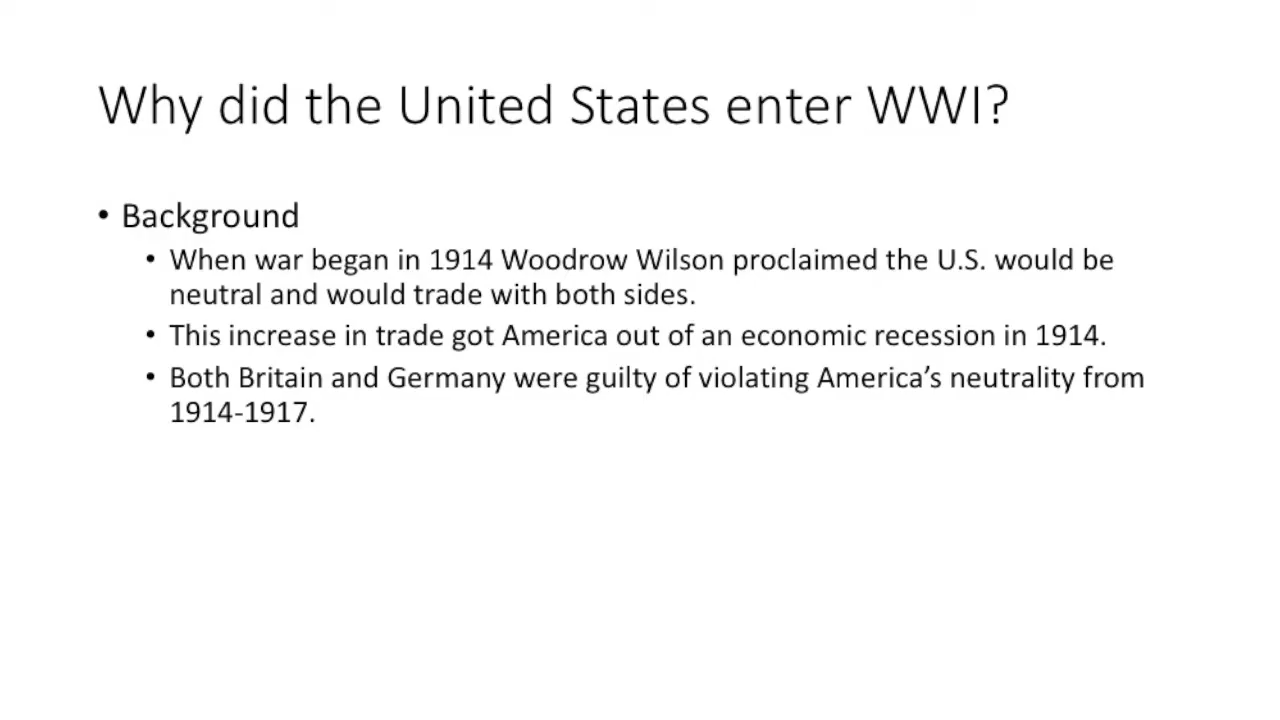 Why did the United States enter WWI?
• Background
• When war began in 1914 Woodrow Wilson proclaimed the U.S. would be
neutral and would trade with both sides.
• This increase in trade got America out of an economic recession in 1914.
• Both Britain and Germany were guilty of violating America’s neutrality from
1914-1917.